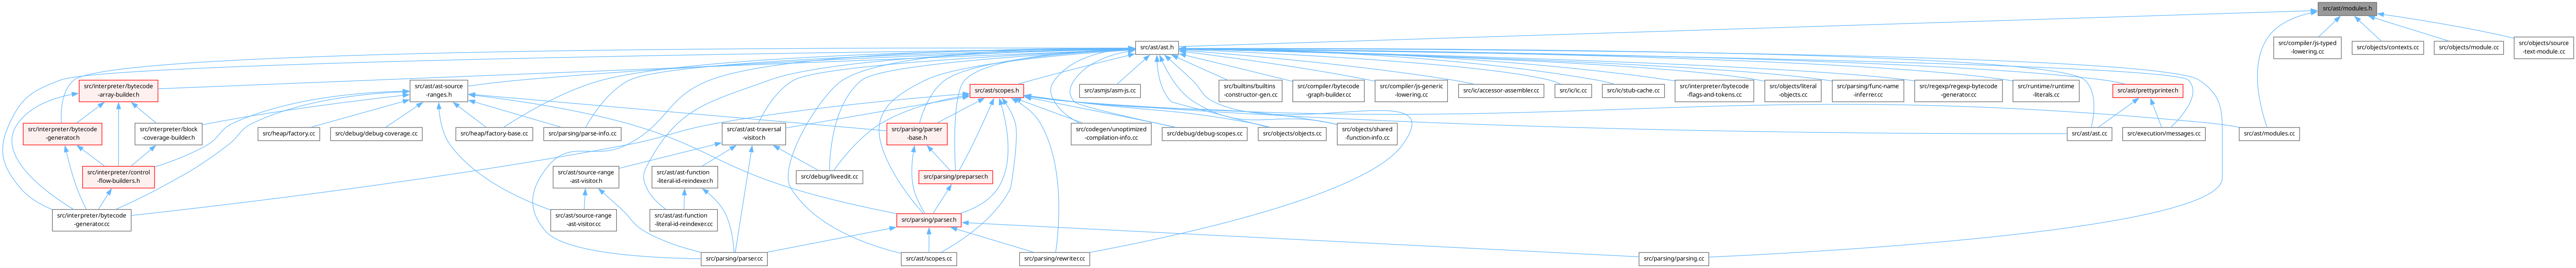 src/ast/modules.h
src/ast/ast.h
src/compiler/js-typed
-lowering.cc
src/objects/contexts.cc
src/objects/module.cc
src/objects/source
-text-module.cc
src/interpreter/bytecode
-array-builder.h
src/ast/ast-source
-ranges.h
src/asmjs/asm-js.cc
src/ast/scopes.h
src/builtins/builtins
-constructor-gen.cc
src/compiler/bytecode
-graph-builder.cc
src/compiler/js-generic
-lowering.cc
src/ic/accessor-assembler.cc
src/ic/ic.cc
src/ic/stub-cache.cc
src/interpreter/bytecode
-flags-and-tokens.cc
src/objects/literal
-objects.cc
src/parsing/func-name
-inferrer.cc
src/regexp/regexp-bytecode
-generator.cc
src/runtime/runtime
-literals.cc
src/ast/prettyprinter.h
src/interpreter/bytecode
-generator.h
src/interpreter/block
-coverage-builder.h
src/heap/factory.cc
src/debug/debug-coverage.cc
src/heap/factory-base.cc
src/parsing/parse-info.cc
src/ast/ast-traversal
-visitor.h
src/parsing/parser
-base.h
src/codegen/unoptimized
-compilation-info.cc
src/debug/debug-scopes.cc
src/objects/objects.cc
src/objects/shared
-function-info.cc
src/ast/ast.cc
src/execution/messages.cc
src/ast/modules.cc
src/interpreter/control
-flow-builders.h
src/ast/source-range
-ast-visitor.h
src/ast/ast-function
-literal-id-reindexer.h
src/debug/liveedit.cc
src/parsing/preparser.h
src/interpreter/bytecode
-generator.cc
src/ast/source-range
-ast-visitor.cc
src/ast/ast-function
-literal-id-reindexer.cc
src/parsing/parser.h
src/parsing/parser.cc
src/ast/scopes.cc
src/parsing/rewriter.cc
src/parsing/parsing.cc